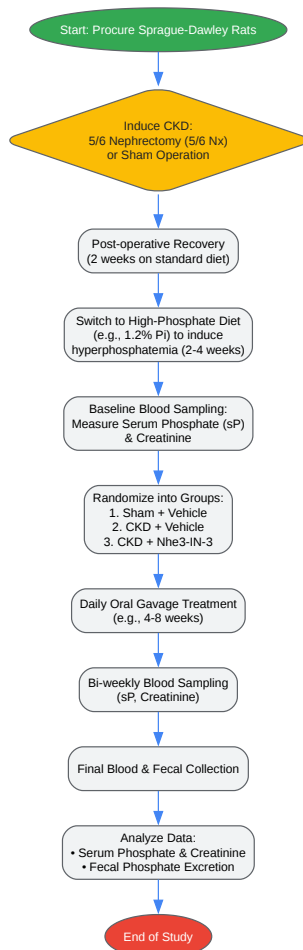 Start: Procure Sprague-Dawley Rats
Induce CKD:
5/6 Nephrectomy (5/6 Nx)
or Sham Operation
Post-operative Recovery
(2 weeks on standard diet)
Switch to High-Phosphate Diet
(e.g., 1.2% Pi) to induce
hyperphosphatemia (2-4 weeks)
Baseline Blood Sampling:
Measure Serum Phosphate (sP)
& Creatinine
Randomize into Groups:
1. Sham + Vehicle
2. CKD + Vehicle
3. CKD + Nhe3-IN-3
Daily Oral Gavage Treatment
(e.g., 4-8 weeks)
Bi-weekly Blood Sampling
(sP, Creatinine)
Final Blood & Fecal Collection
Analyze Data:
• Serum Phosphate & Creatinine
• Fecal Phosphate Excretion
End of Study